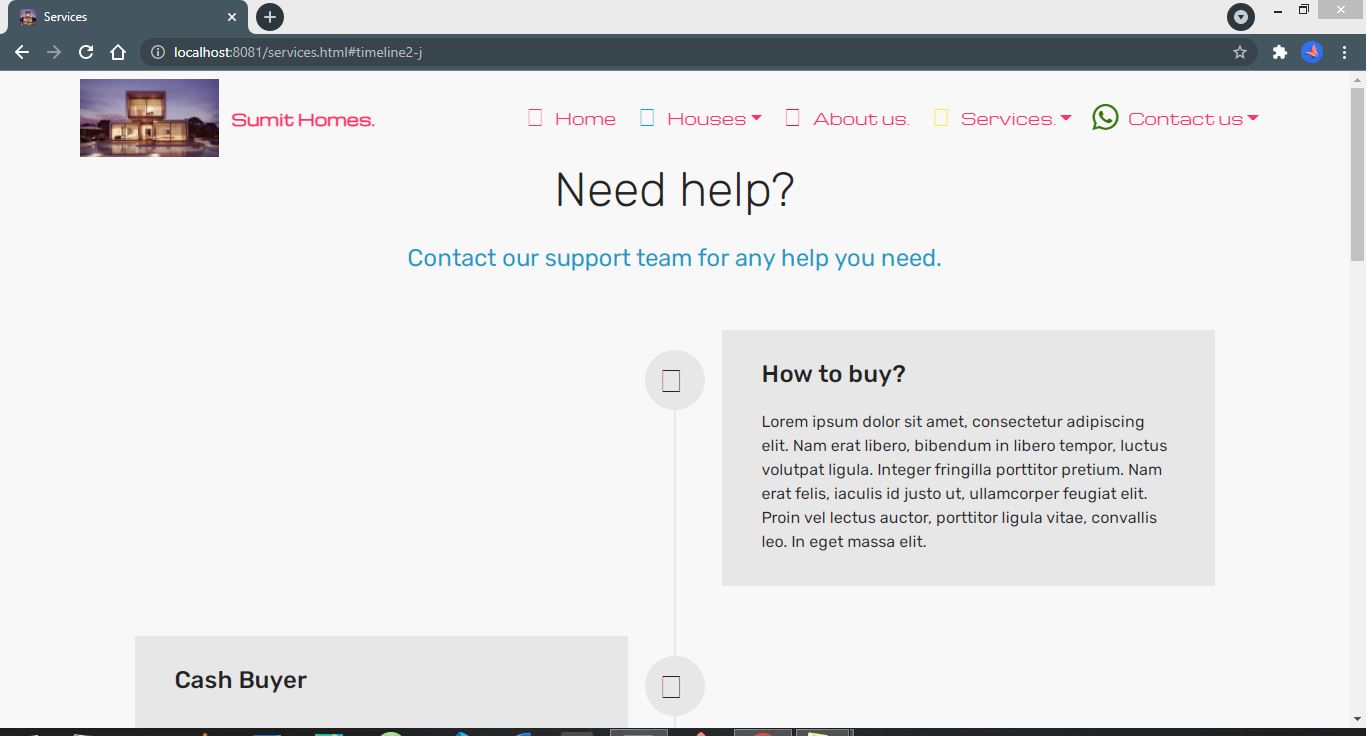 Services
localhost:8081/services.html#timeline2-j
Sumit Homes.
Home
Houses
About us.
Services.
Contact us
Need help?
Contact our support team for any help you need.
How to buy?
Lorem ipsum dolor sit amet, consectetur adipiscing
elit. Nam erat libero, bibendum in libero tempor, luctus
volutpat ligula. Integer fringilla porttitor pretium. Nam
erat felis, iaculis id justo ut, ullamcorper feugiat elit.
Proin vel lectus auctor, porttitor ligula vitae, convallis
leo. In eget massa elit.
Cash Buyer